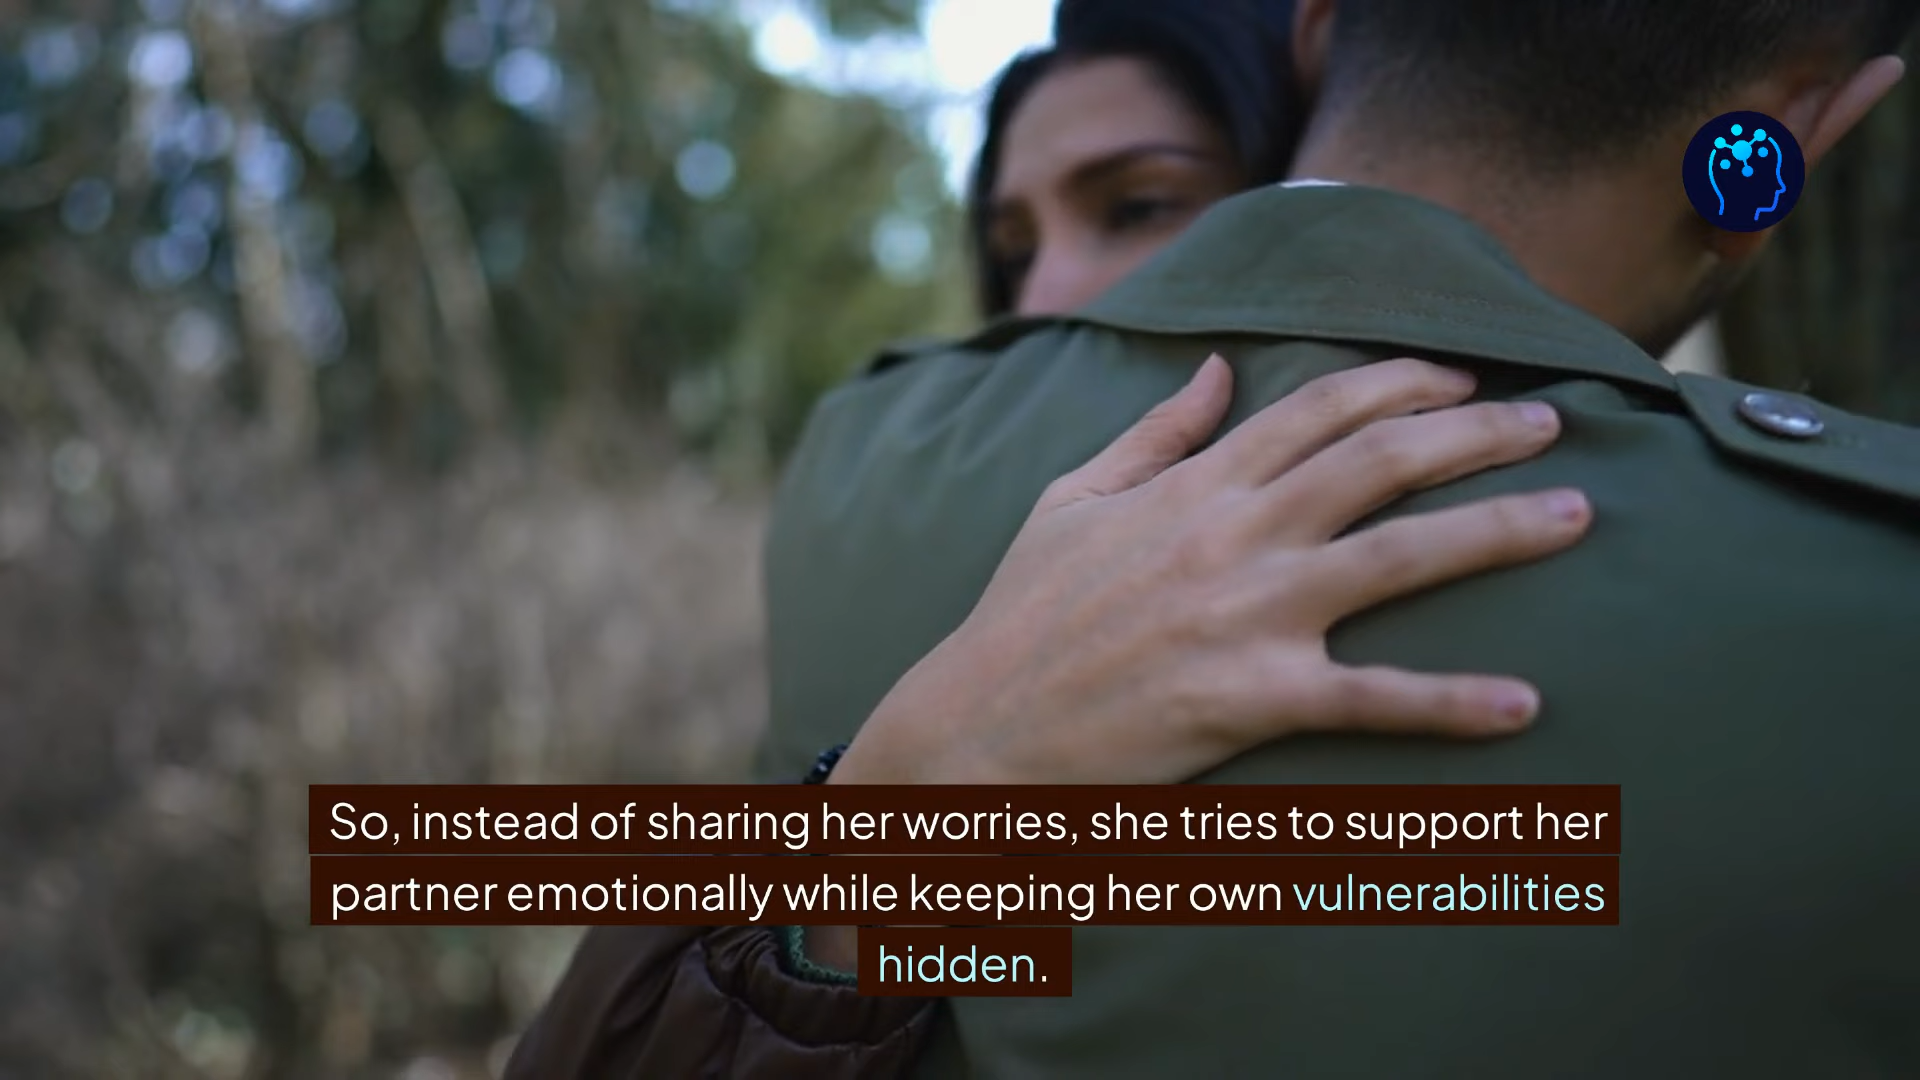 So, instead of sharing her worries, she tries to support her
partner emotionally while keeping her own vulnerabilities
hidden.